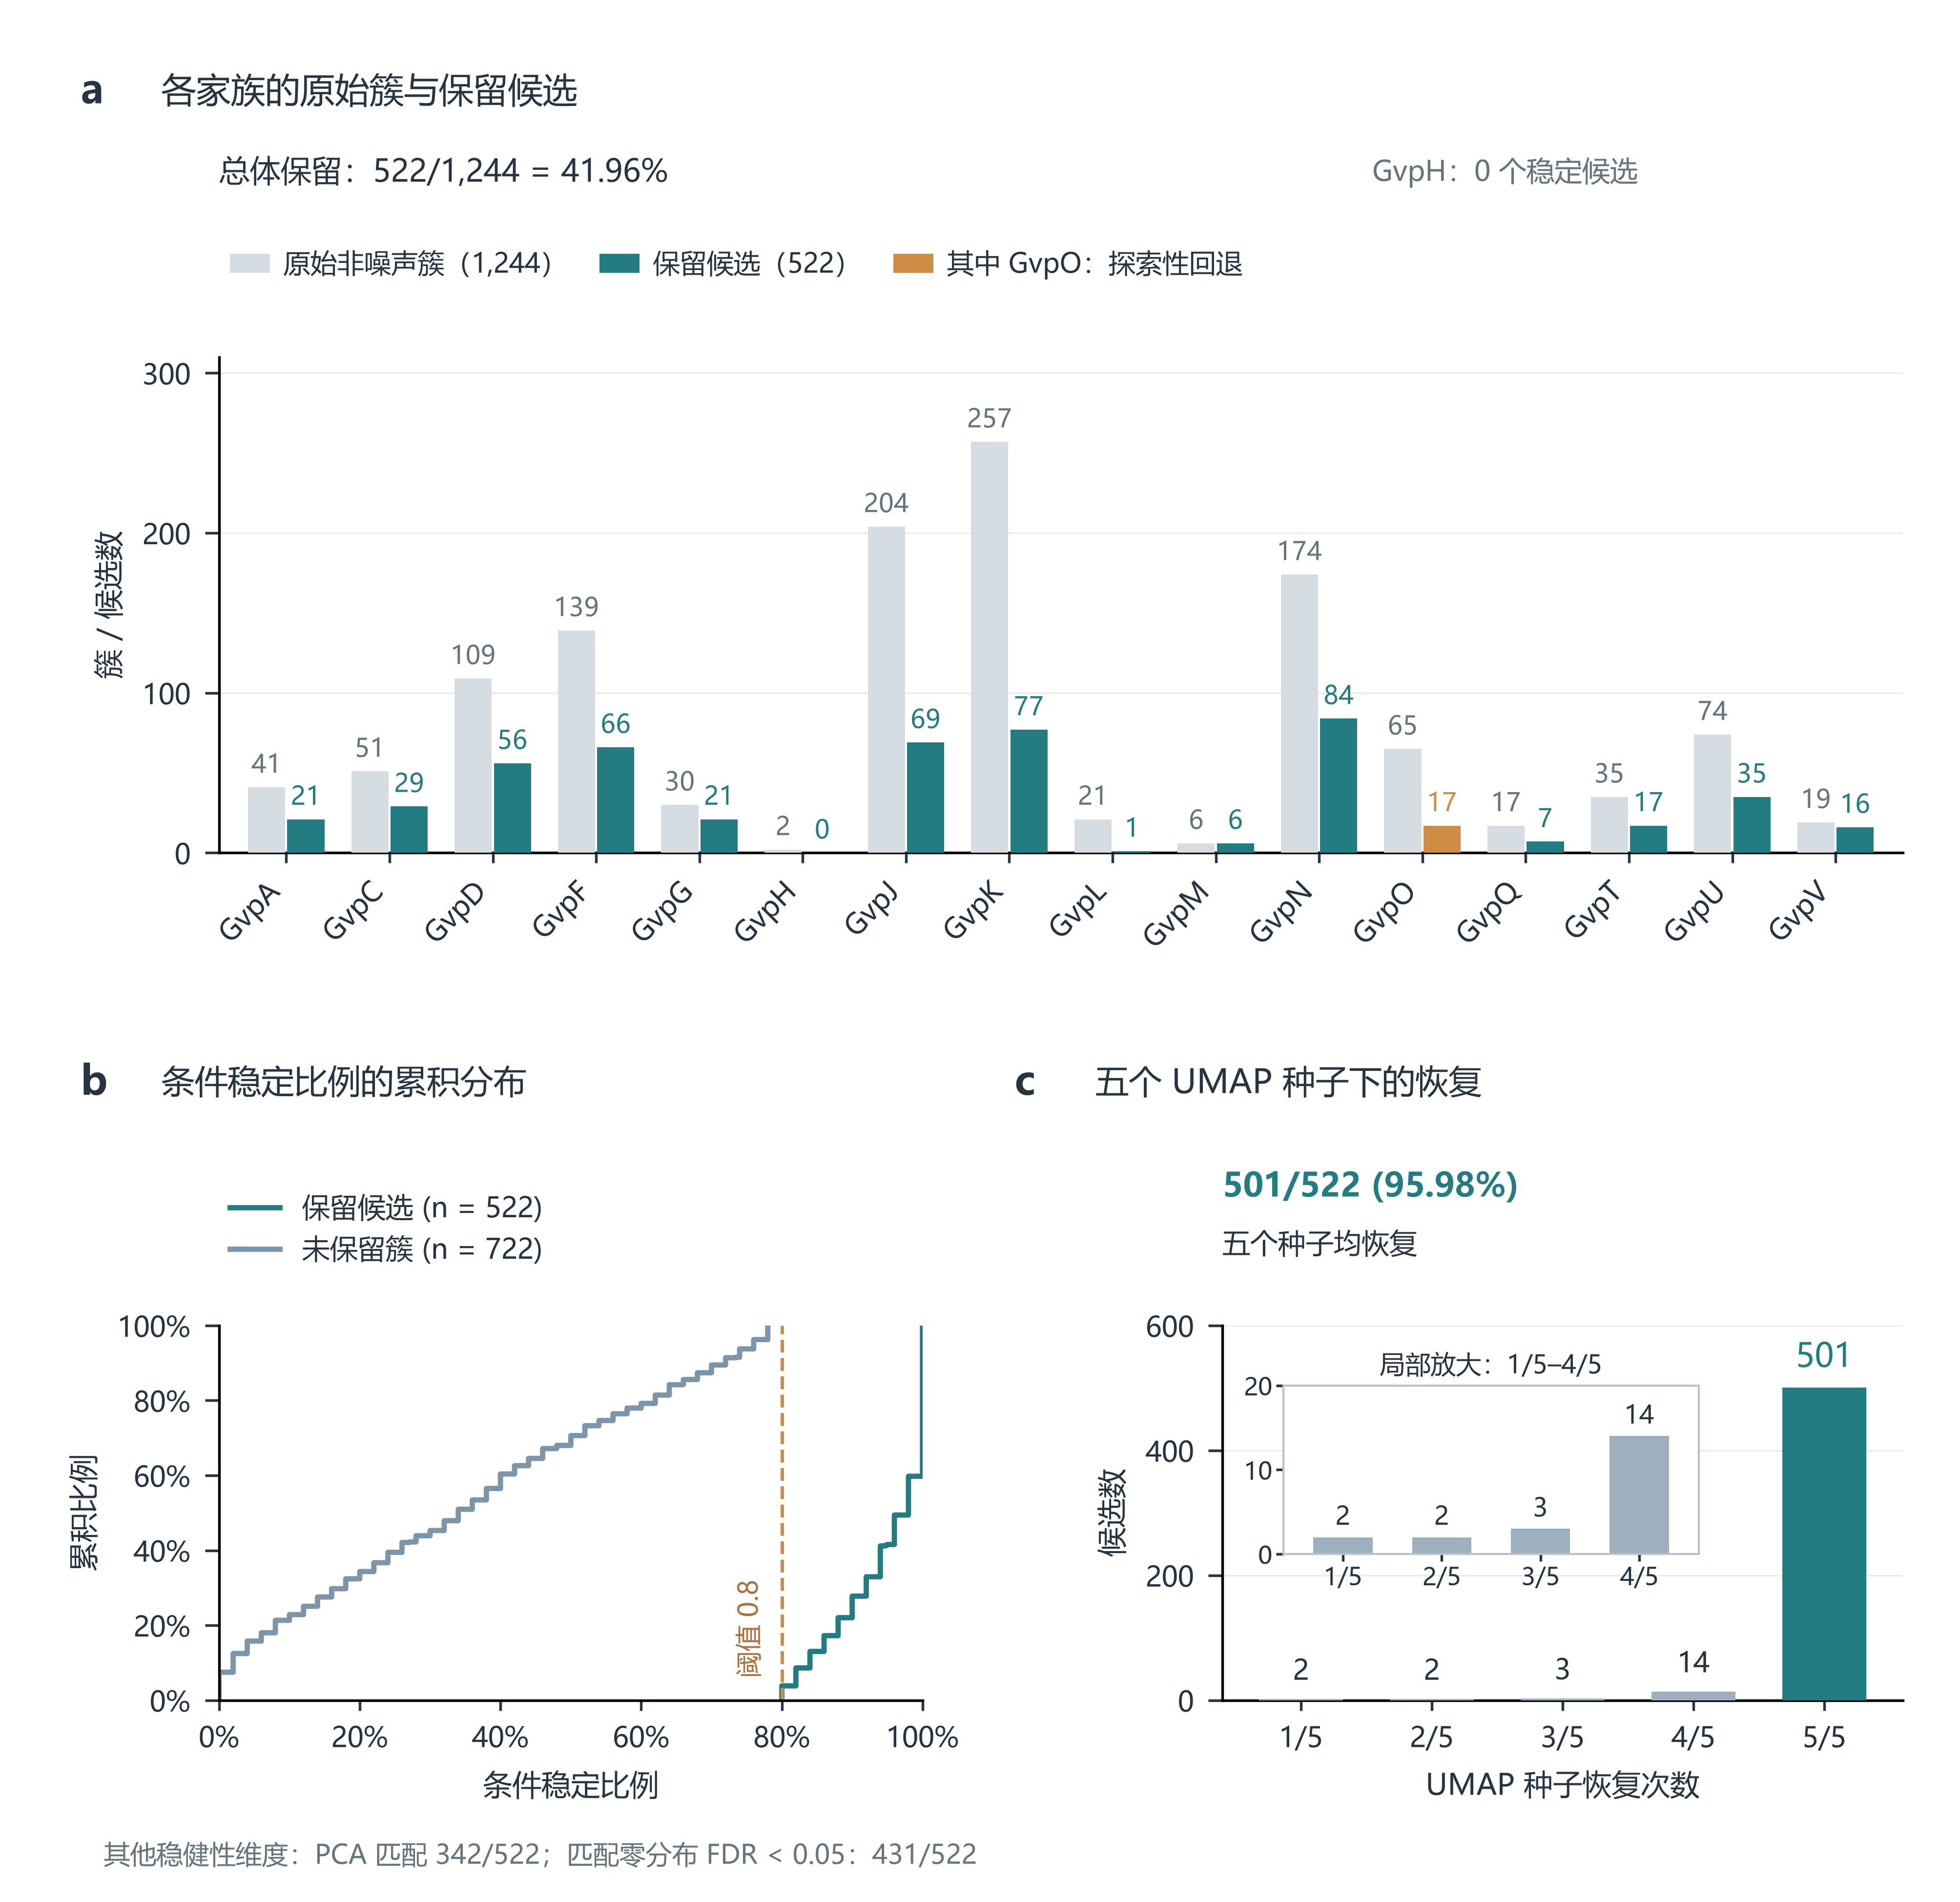 a 各家族的原始簇与保留候选
总体保留：522/1,244 = 41.96%
GvpH：0 个稳定候选
原始非噪声簇（1,244） 保留候选（522） 其中 GvpO：探索性回退
簇 / 候选数
300
200
100
0
41 21 51 29 109 56 139 66 30 21 2 0 204 69 257 77 21 1 6 6 174 84 65 17 17 7 35 17 74 35 19 16
GvpA GvpC GvpD GvpF GvpG GvpH GvpJ GvpK GvpL GvpM GvpN GvpO GvpQ GvpT GvpU GvpV
b 条件稳定比例的累积分布
保留候选 (n = 522)
未保留簇 (n = 722)
累积比例
100%
80%
60%
40%
20%
0%
阈值 0.8
0% 20% 40% 60% 80% 100%
条件稳定比例
c 五个 UMAP 种子下的恢复
501/522 (95.98%)
五个种子均恢复
候选数
600
400
200
0
局部放大：1/5–4/5
20
10
0
2 2 3 14
1/5 2/5 3/5 4/5
2 2 3 14 501
1/5 2/5 3/5 4/5 5/5
UMAP 种子恢复次数
其他稳健性维度：PCA 匹配 342/522；匹配零分布 FDR < 0.05：431/522